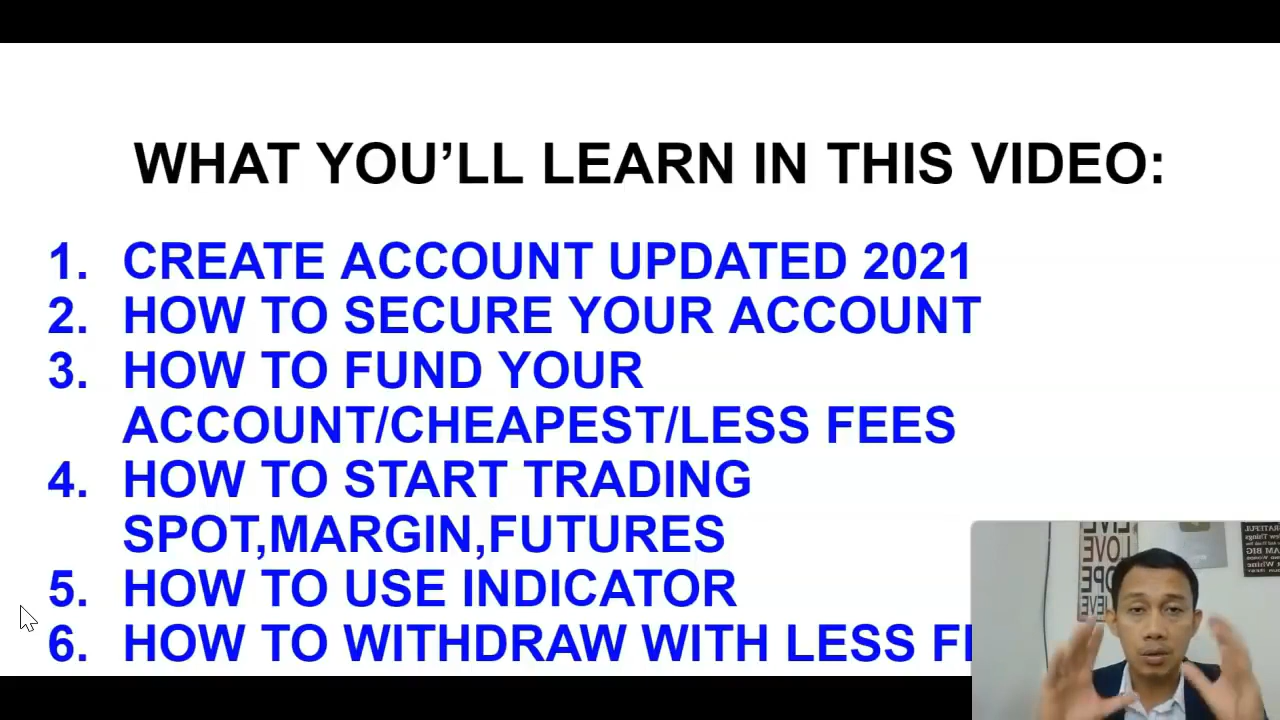 WHAT YOU’LL LEARN IN THIS VIDEO:
1. CREATE ACCOUNT UPDATED 2021
2. HOW TO SECURE YOUR ACCOUNT
3. HOW TO FUND YOUR
ACCOUNT/CHEAPEST/LESS FEES
4. HOW TO START TRADING
SPOT,MARGIN,FUTURES
5. HOW TO USE INDICATOR
6. HOW TO WITHDRAW WITH LESS
LOVE